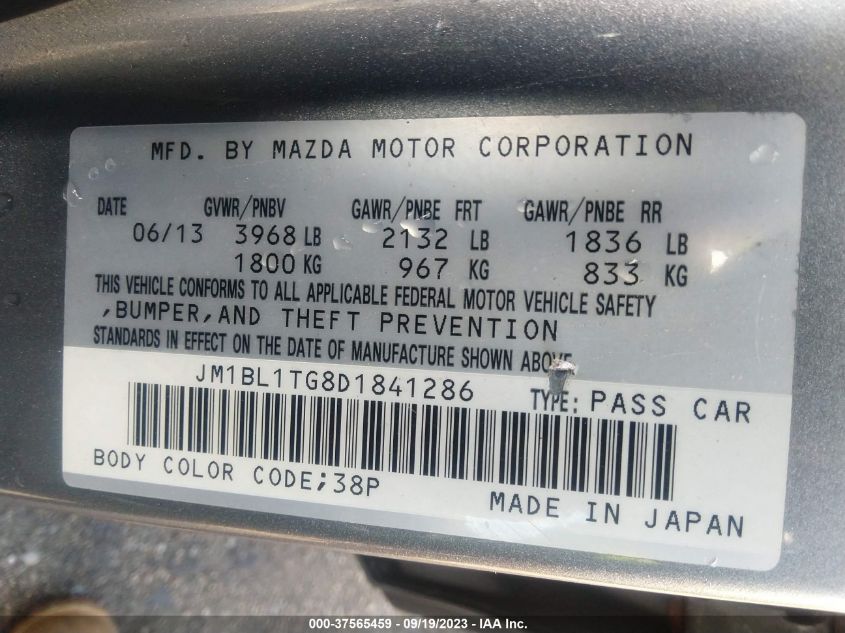 MFD. BY MAZDA MOTOR CORPORATION
DATE GVWR/PNBV GAWR/PNBE FRT GAWR/PNBE RR
06/13 3968 LB 2132 LB 1836 LB
1800 KG 967 KG 833 KG
THIS VEHICLE CONFORMS TO ALL APPLICABLE FEDERAL MOTOR VEHICLE SAFETY
,BUMPER,AND THEFT PREVENTION
STANDARDS IN EFFECT ON THE DATE OF MANUFACTURE SHOWN ABOVE
JM1BL1TG8D1841286 TYPE: PASS CAR
BODY COLOR CODE;38P
MADE IN JAPAN
000-37565459 - 09/19/2023 - IAAI.COM